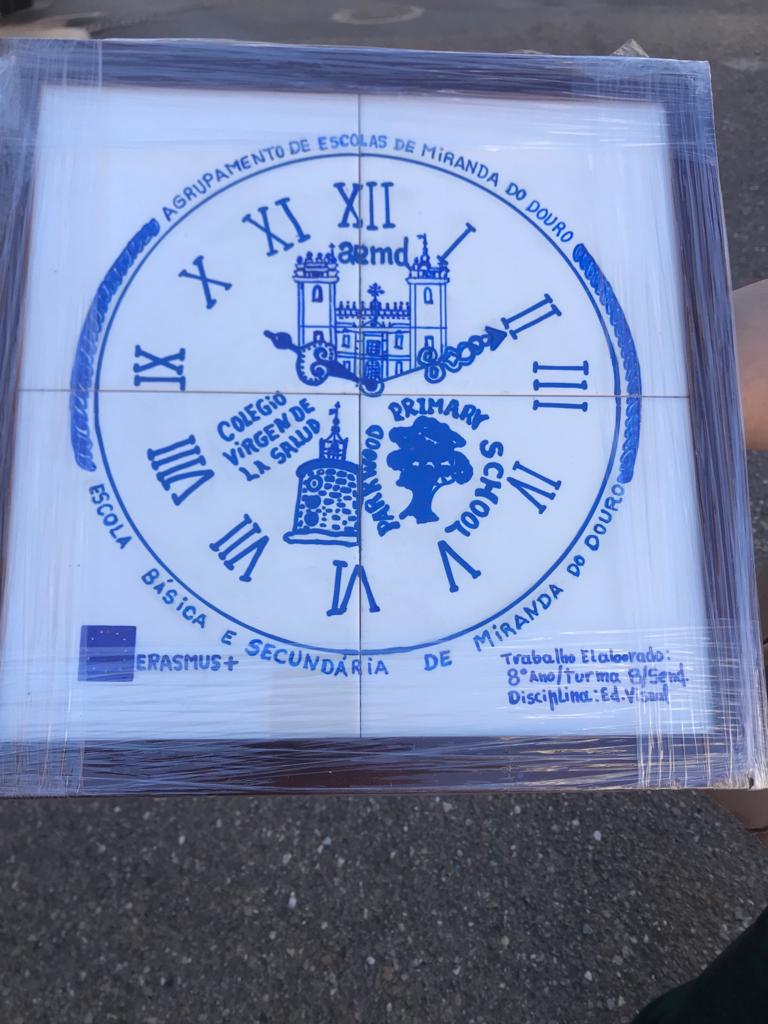 AGRUPAMENTO DE ESCOLAS DE MIRANDA DO DOURO
XII
XI
I
aemd
X
II
IX
III
COLEGIO
VIRGEN DE
LA SALUD
PARKWOOD PRIMARY SCHOOL
VIII
IV
VII
V
VI
ESCOLA BÁSICA E SECUNDÁRIA DE MIRANDA DO DOURO
ERASMUS+
Trabalho Elaborado:
8º Ano/Turma B/Send.
Disciplina: Ed. Visual